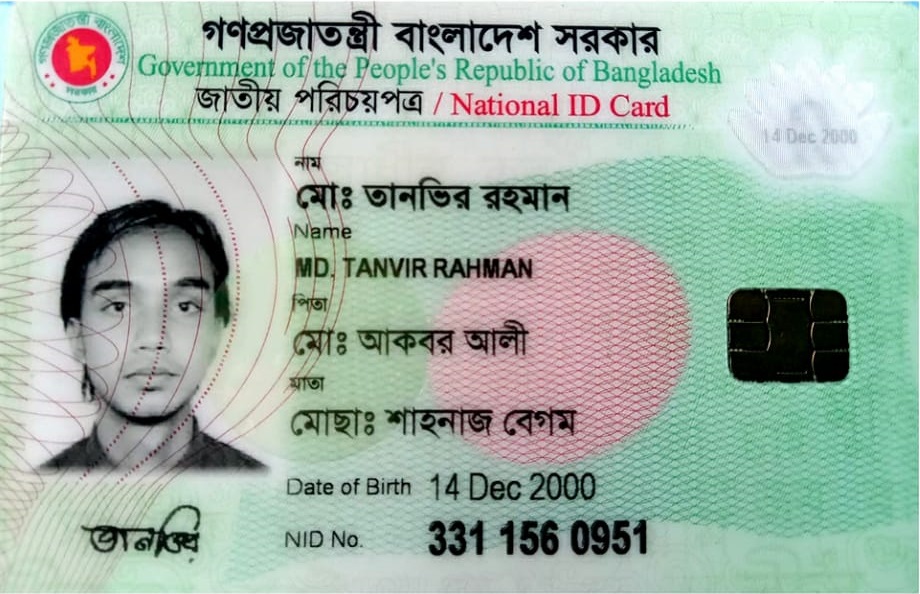 গণপ্রজাতন্ত্রী বাংলাদেশ সরকার
Government of the People's Republic of Bangladesh
জাতীয় পরিচয়পত্র / National ID Card
14 Dec 2000
নাম
মোঃ তানভির রহমান
Name
MD. TANVIR RAHMAN
পিতা
মোঃ আকবর আলী
মাতা
মোছাঃ শাহনাজ বেগম
Date of Birth 14 Dec 2000
NID No. 331 156 0951